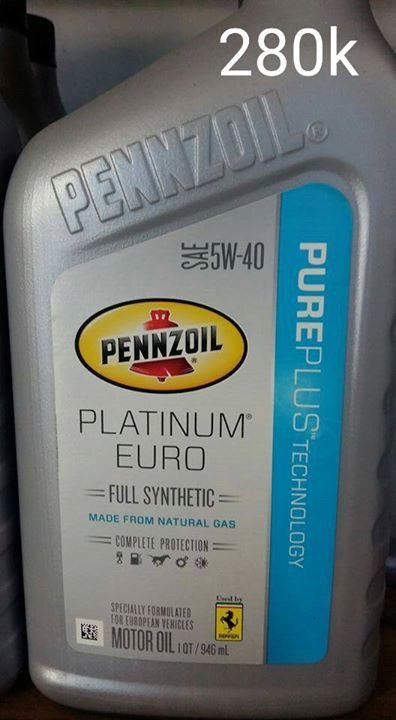 280k
PENNZOIL®
SAE 5W-40
PENNZOIL®
PUREPLUS™ TECHNOLOGY
PLATINUM®
EURO
FULL SYNTHETIC
MADE FROM NATURAL GAS
COMPLETE PROTECTION
SPECIALLY FORMULATED
FOR EUROPEAN VEHICLES
MOTOR OIL 1 QT / 946 mL
Used by
Ferrari